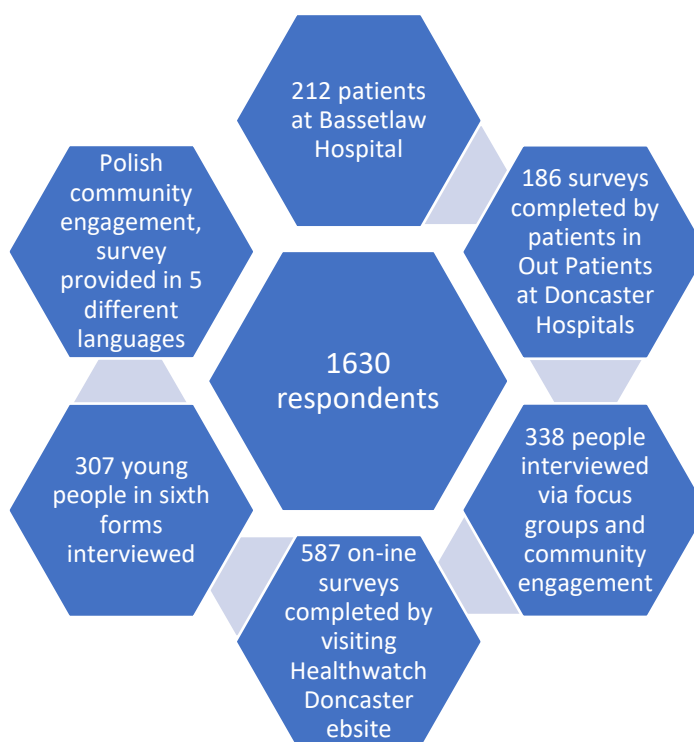 212 patients
at Bassetlaw
Hospital
186 surveys
completed by
patients in
Out Patients
at Doncaster
Hospitals
338 people
interviewed
via focus
groups and
community
engagement
587 on-ine
surveys
completed by
visiting
Healthwatch
Doncaster
ebsite
307 young
people in sixth
forms
interviewed
Polish
community
engagement,
survey
provided in 5
different
languages
1630
respondents